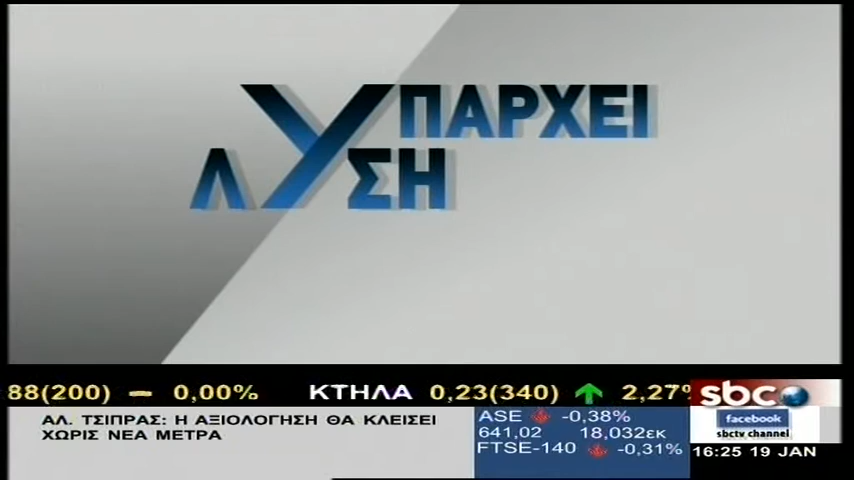 ΥΠΑΡΧΕΙ
ΛΥΣΗ
88(200) 0,00% ΚΤΗΛΑ 0,23(340) 2,27%
sbc
ΑΛ. ΤΣΙΠΡΑΣ: Η ΑΞΙΟΛΟΓΗΣΗ ΘΑ ΚΛΕΙΣΕΙ
ΧΩΡΙΣ ΝΕΑ ΜΕΤΡΑ
ASE -0,38%
641,02 18,032εκ
FTSE-140 -0,31%
facebook
sbctv channel
16:25 19 JAN